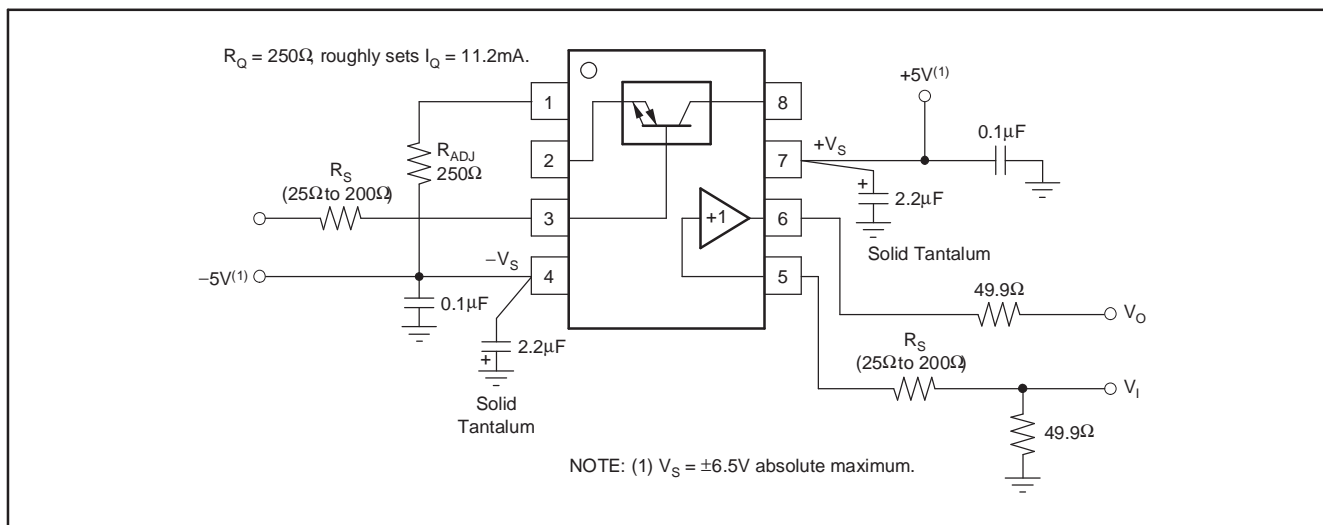 R_Q = 250Ω, roughly sets I_Q = 11.2mA.
1
2
3
4
8
7
6
5
+1
R_ADJ
250Ω
R_S
(25Ω to 200Ω)
−5V(1)
−V_S
0.1µF
2.2µF
+
Solid
Tantalum
+5V(1)
0.1µF
+V_S
+
2.2µF
Solid Tantalum
49.9Ω
V_O
R_S
(25Ω to 200Ω)
V_I
49.9Ω
NOTE: (1) V_S = ±6.5V absolute maximum.